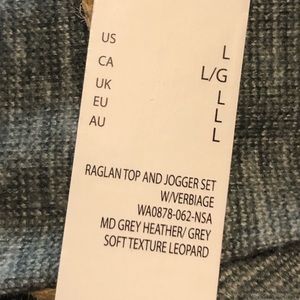 US L
CA L/G
UK L
EU L
AU L
RAGLAN TOP AND JOGGER SET
W/VERBIAGE
WA0878-062-NSA
MD GREY HEATHER/ GREY
SOFT TEXTURE LEOPARD